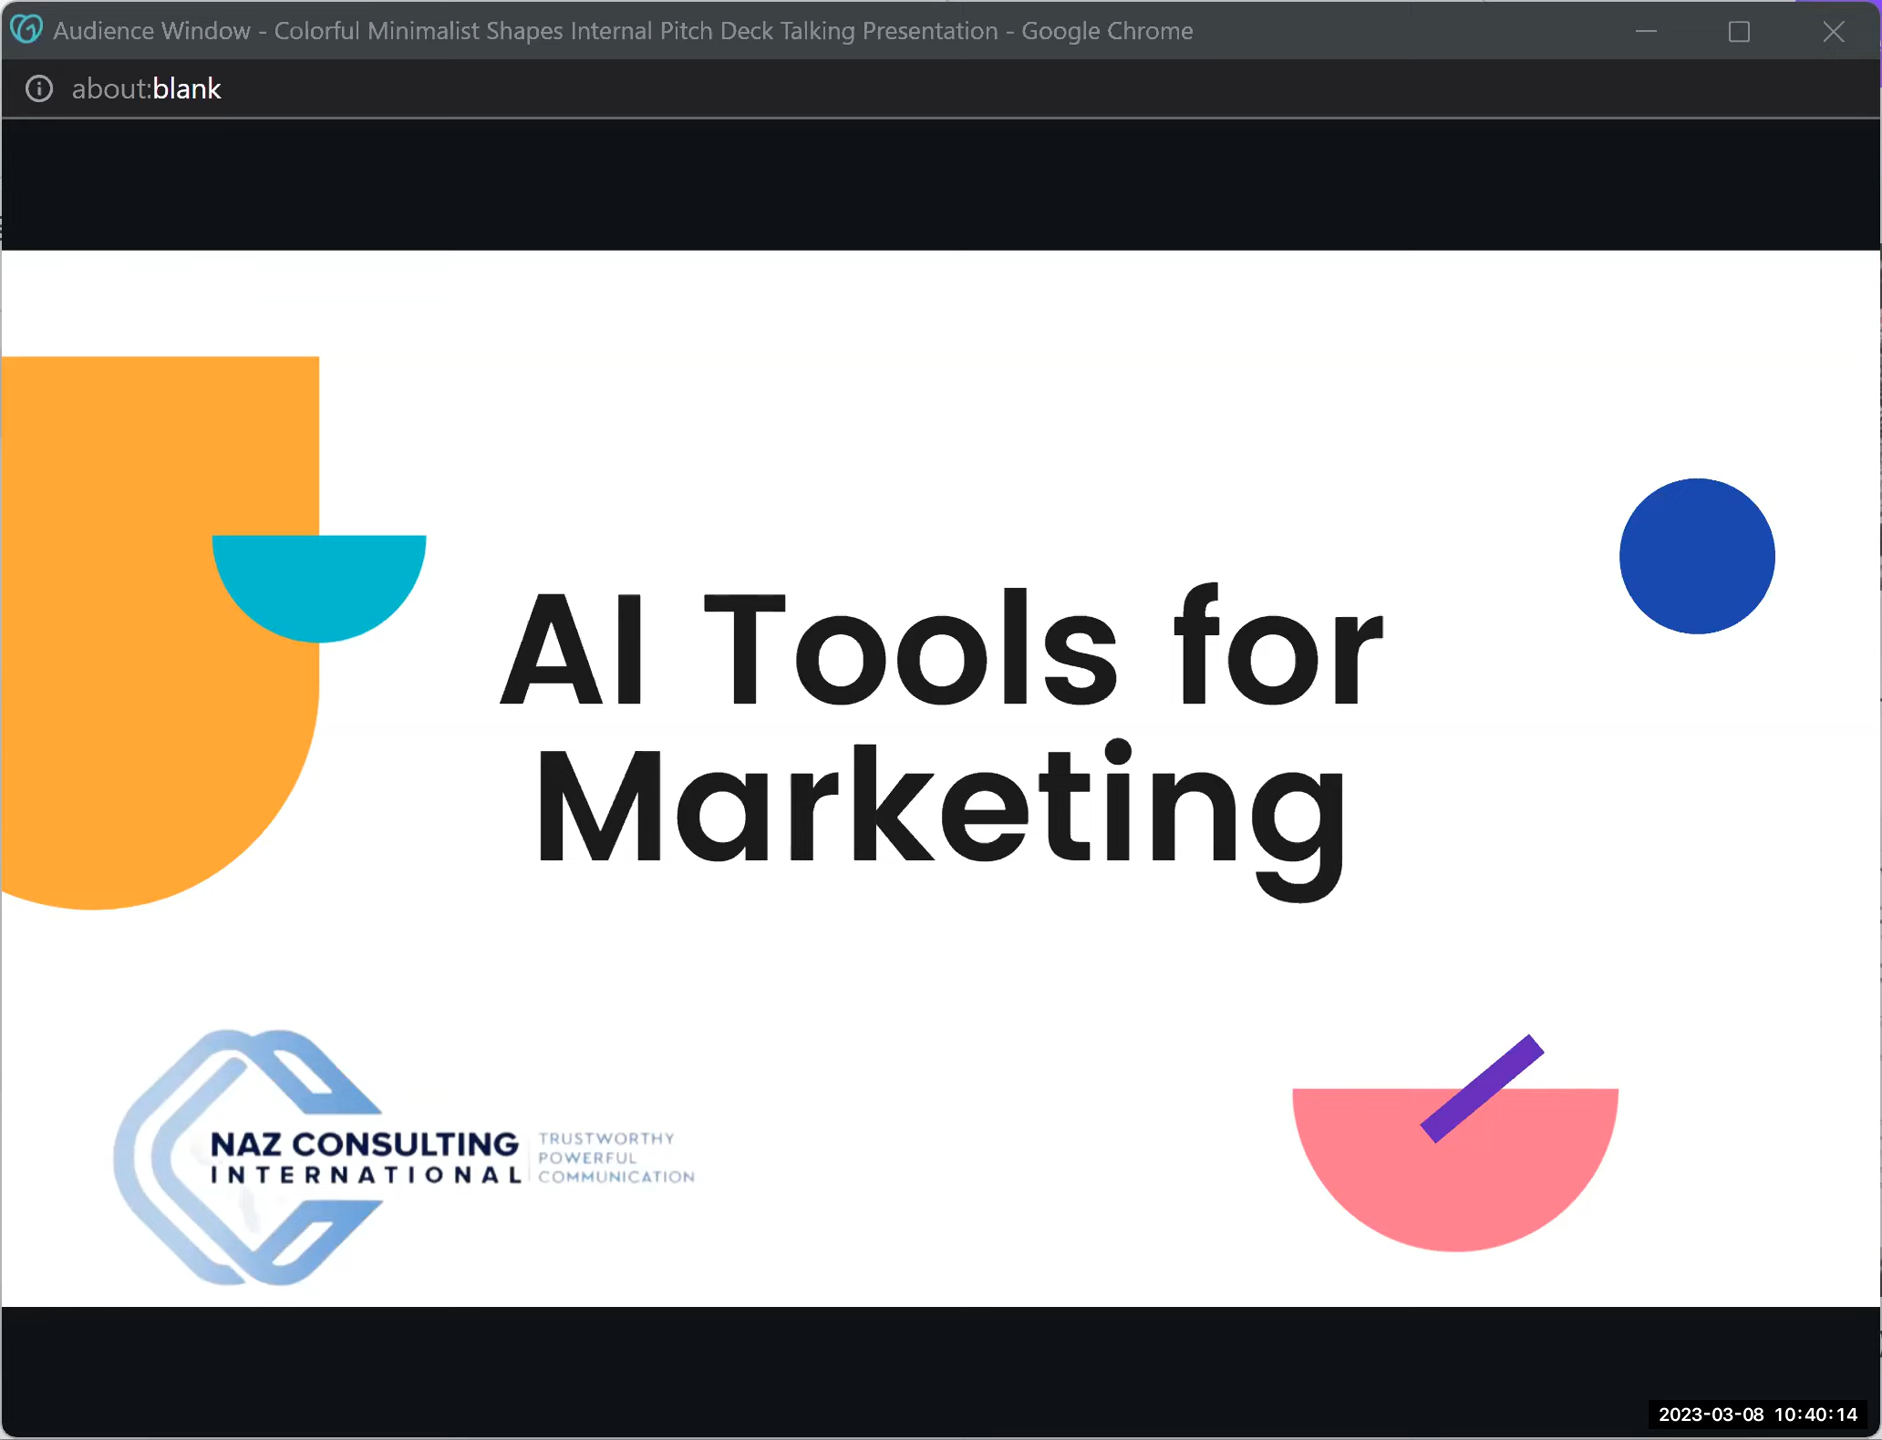 Audience Window - Colorful Minimalist Shapes Internal Pitch Deck Talking Presentation - Google Chrome
about:blank
AI Tools for
Marketing
NAZ CONSULTING
INTERNATIONAL
TRUSTWORTHY
POWERFUL
COMMUNICATION
2023-03-08 10:40:14